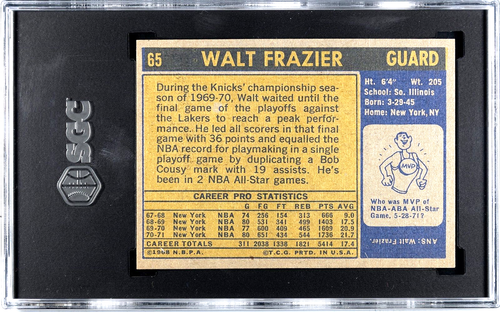 65 WALT FRAZIER GUARD
During the Knicks' championship sea-
son of 1969-70, Walt waited until the
final game of the playoffs against
the Lakers to reach a peak perfor-
mance. He led all scorers in that final
game with 36 points and equalled the
NBA record for playmaking in a single
playoff game by duplicating a Bob
Cousy mark with 19 assists. He's
been in 2 NBA All-Star games.
Ht. 6'4" Wt. 205
School: So. Illinois
Born: 3-29-45
Home: New York, NY
MVP
Who was MVP of
NBA-ABA All-Star
Game, 5-28-71?
ANS: Walt Frazier.
CAREER PRO STATISTICS
G FG FT REB PTS AVG
67-68 New York NBA 74 256 154 313 666 9.0
68-69 New York NBA 80 531 341 499 1403 17.5
69-70 New York NBA 77 600 409 465 1609 20.9
70-71 New York NBA 80 651 434 544 1736 21.7
CAREER TOTALS 311 2038 1338 1821 5414 17.4
©1968 N.B.P.A. ©T.C.G. PRTD. IN U.S.A.
SGC